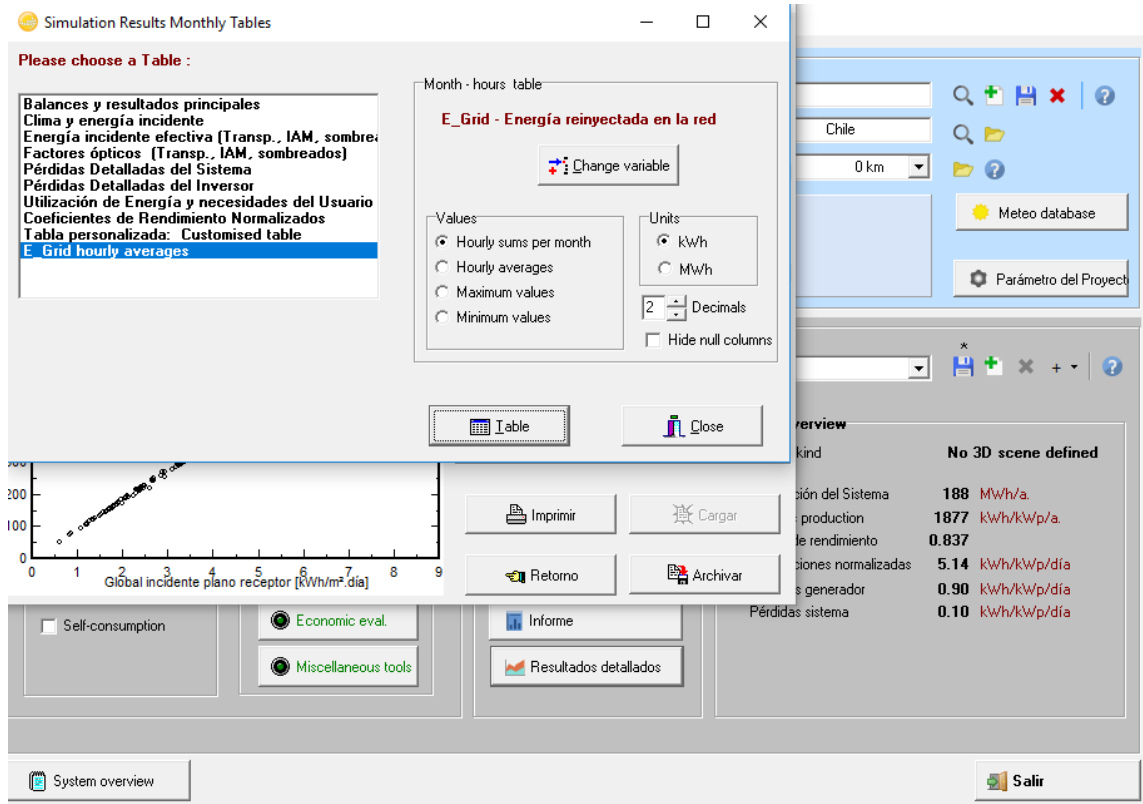 Simulation Results Monthly Tables
Please choose a Table :
Balances y resultados principales
Clima y energía incidente
Energía incidente efectiva (Transp., IAM, sombre
Factores ópticos (Transp., IAM, sombreados)
Pérdidas Detalladas del Sistema
Pérdidas Detalladas del Inversor
Utilización de Energía y necesidades del Usuario
Coeficientes de Rendimiento Normalizados
Tabla personalizada: Customised table
E_Grid hourly averages
Month - hours table
E_Grid - Energía reinyectada en la red
Change variable
Values
Hourly sums per month
Hourly averages
Maximum values
Minimum values
Units
kWh
MWh
2 Decimals
Hide null columns
Table
Close
Chile
0 km
Meteo database
Parámetro del Proyect
*
+
verview
kind No 3D scene defined
ción del Sistema 188 MWh/a.
production 1877 kWh/kWp/a.
de rendimiento 0.837
ciones normalizadas 5.14 kWh/kWp/día
s generador 0.90 kWh/kWp/día
Pérdidas sistema 0.10 kWh/kWp/día
200
100
0
0 1 2 3 4 5 6 7 8 9
Global incidente plano receptor [kWh/m².día]
Imprimir
Cargar
Retorno
Archivar
Self-consumption
Economic eval.
Miscellaneous tools
Informe
Resultados detallados
System overview
Salir